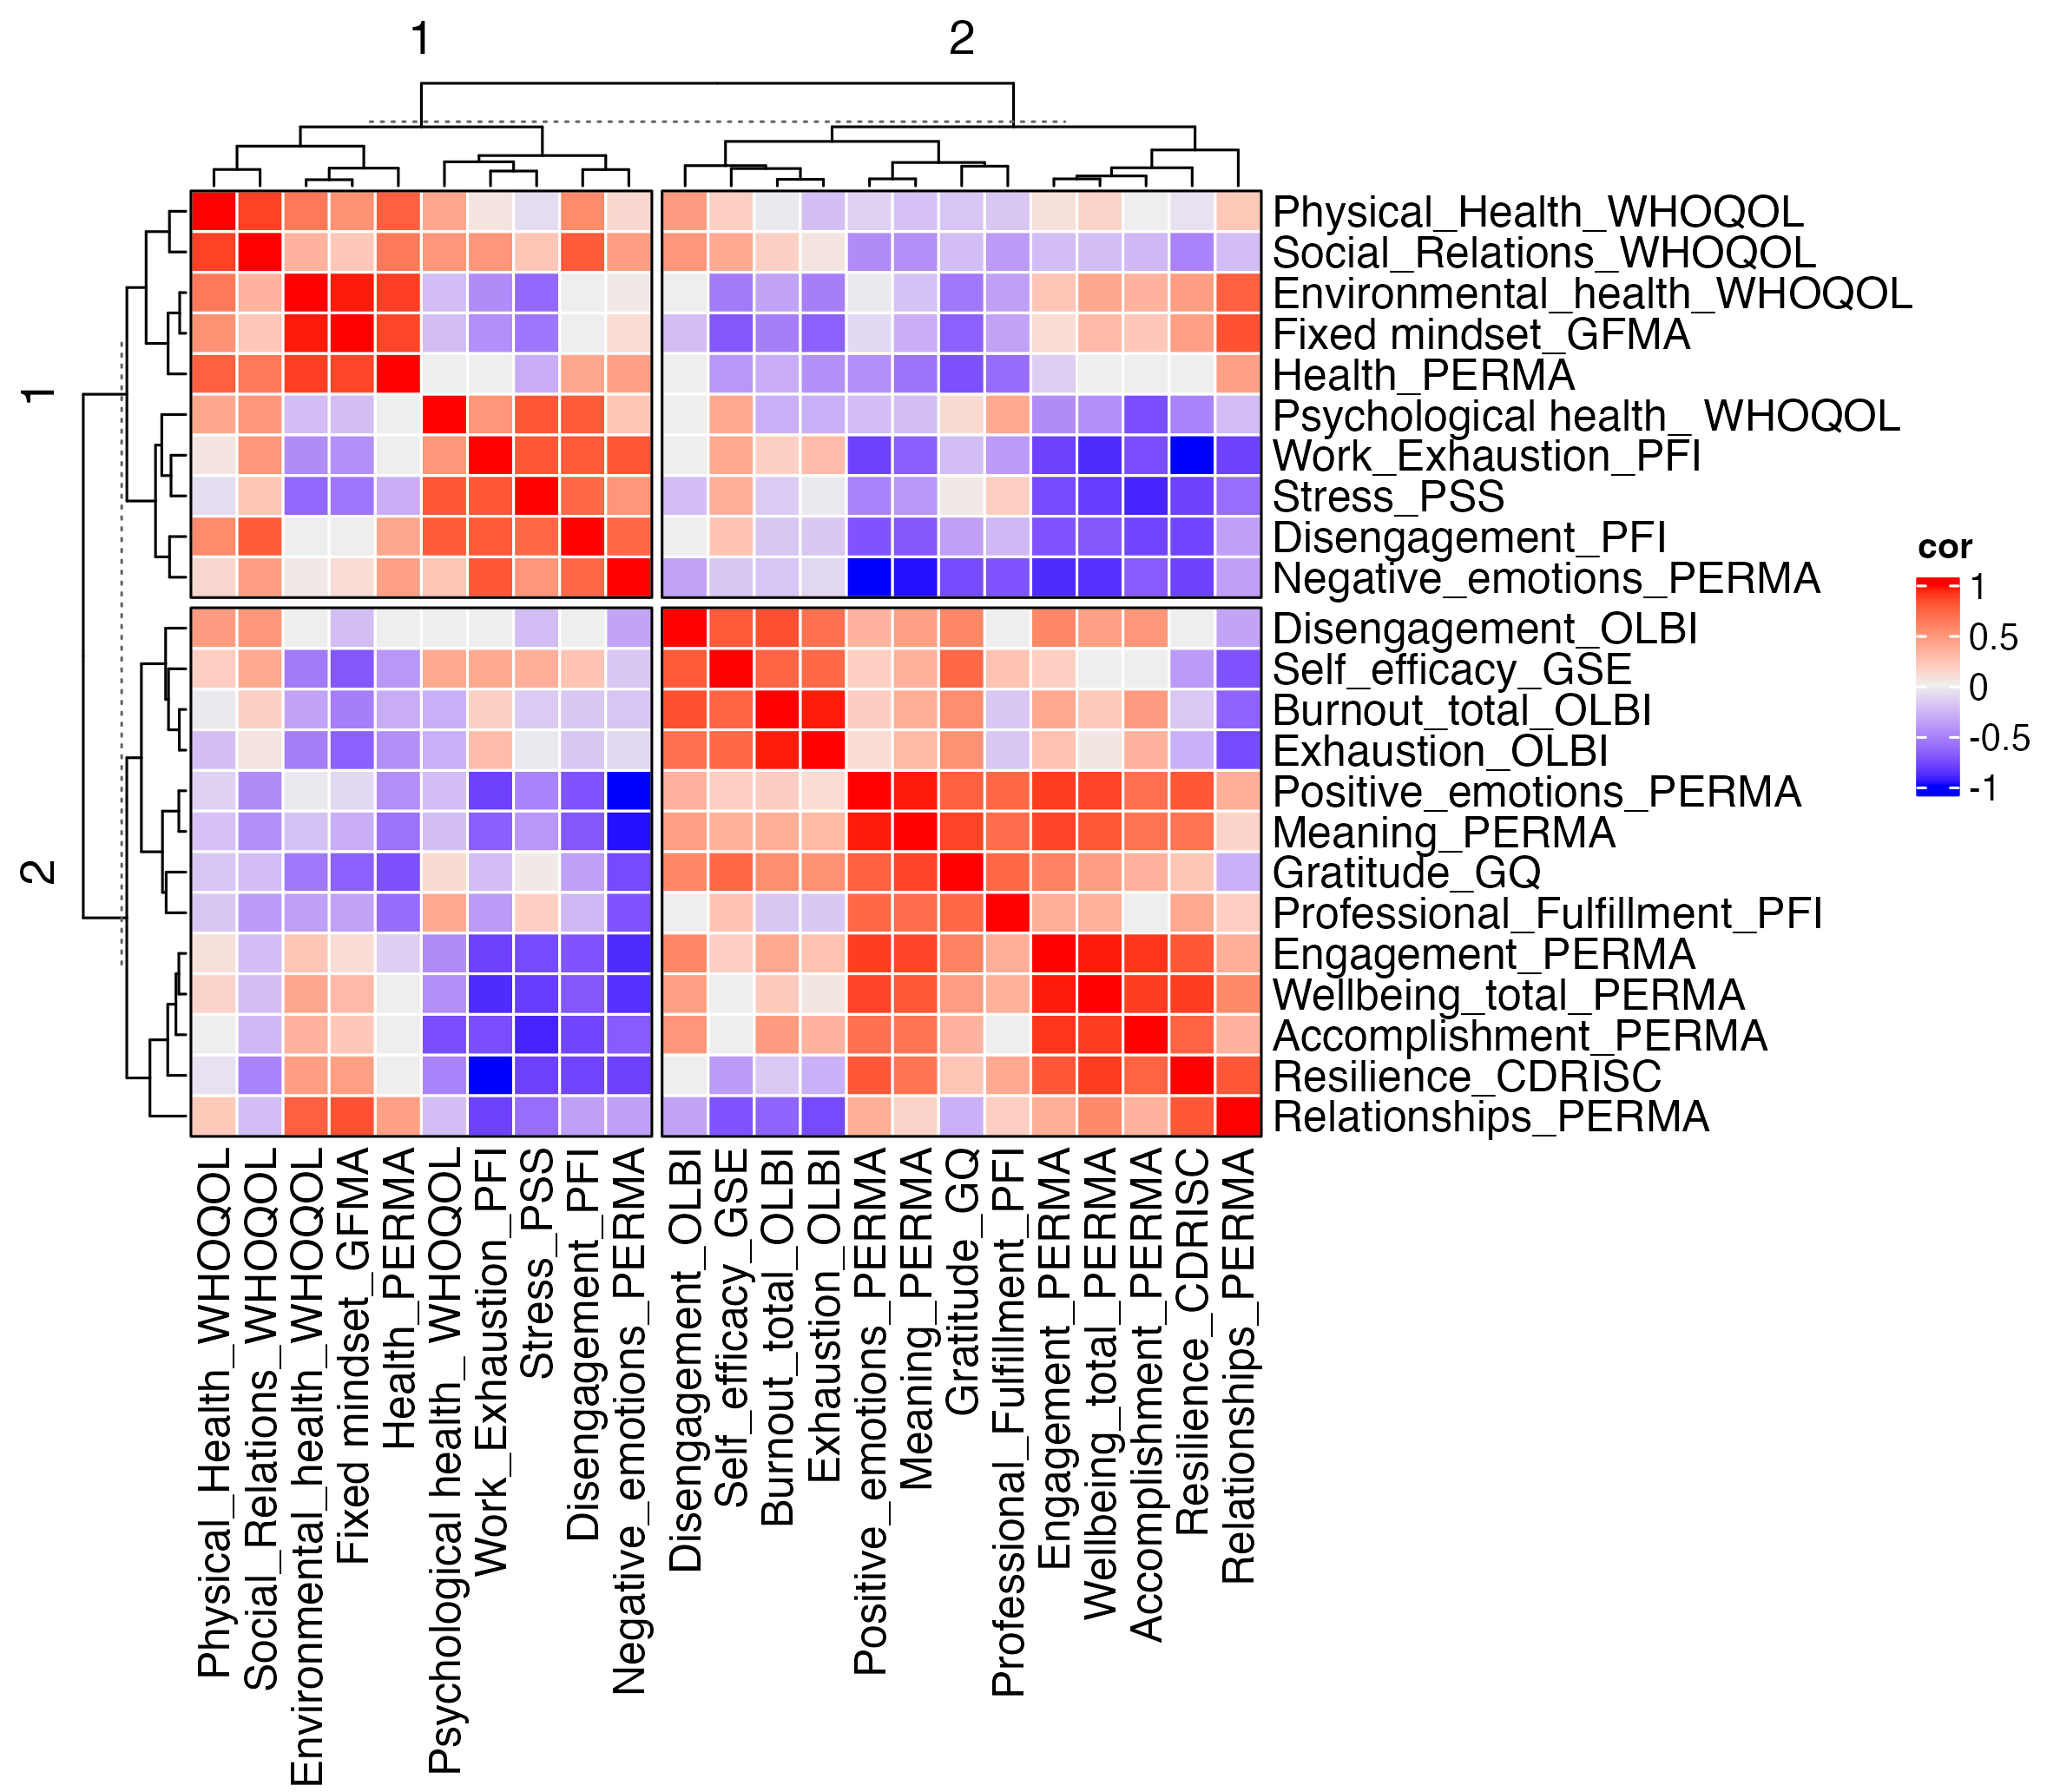 1
2
1
2
Physical_Health_WHOQOL
Social_Relations_WHOQOL
Environmental_health_WHOQOL
Fixed mindset_GFMA
Health_PERMA
Psychological health_ WHOQOL
Work_Exhaustion_PFI
Stress_PSS
Disengagement_PFI
Negative_emotions_PERMA
Disengagement_OLBI
Self_efficacy_GSE
Burnout_total_OLBI
Exhaustion_OLBI
Positive_emotions_PERMA
Meaning_PERMA
Gratitude_GQ
Professional_Fulfillment_PFI
Engagement_PERMA
Wellbeing_total_PERMA
Accomplishment_PERMA
Resilience_CDRISC
Relationships_PERMA
cor
1
0.5
0
-0.5
-1
Physical_Health_WHOQOL
Social_Relations_WHOQOL
Environmental_health_WHOQOL
Fixed mindset_GFMA
Health_PERMA
Psychological health_ WHOQOL
Work_Exhaustion_PFI
Stress_PSS
Disengagement_PFI
Negative_emotions_PERMA
Disengagement_OLBI
Self_efficacy_GSE
Burnout_total_OLBI
Exhaustion_OLBI
Positive_emotions_PERMA
Meaning_PERMA
Gratitude_GQ
Professional_Fulfillment_PFI
Engagement_PERMA
Wellbeing_total_PERMA
Accomplishment_PERMA
Resilience_CDRISC
Relationships_PERMA